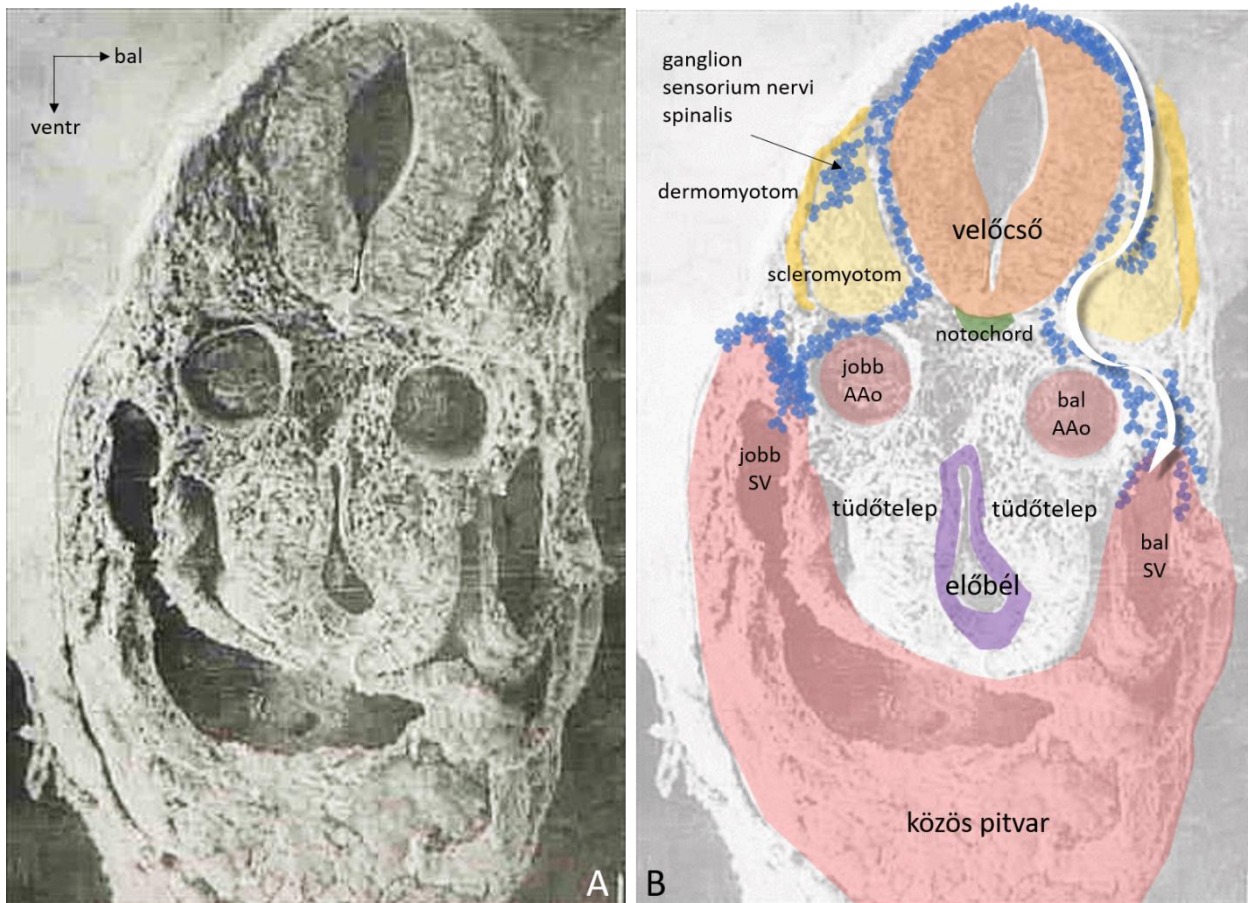 bal
ventr
A
ganglion
sensorium nervi
spinalis
dermomyotom
velőcső
scleromyotom
notochord
jobb
AAo
bal
AAo
jobb
SV
tüdőtelep
tüdőtelep
bal
SV
előbél
közös pitvar
B